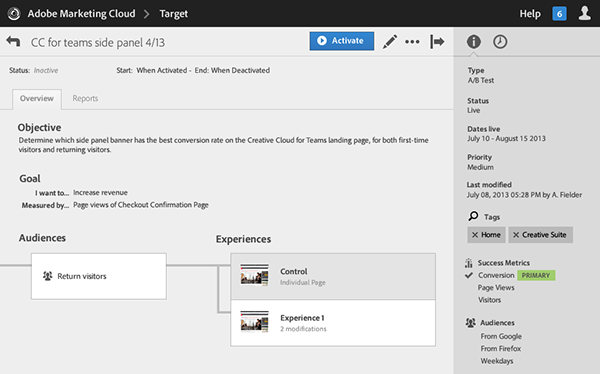 Adobe Marketing Cloud > Target Help 6
CC for teams side panel 4/13 Activate
Status: Inactive Start: When Activated - End: When Deactivated
Overview Reports
Objective
Determine which side panel banner has the best conversion rate on the Creative Cloud for Teams landing page, for both first-time
visitors and returning visitors.
Goal
I want to... Increase revenue
Measured by... Page views of Checkout Confirmation Page
Audiences
Return visitors
Experiences
Control
Individual Page
Experience 1
2 modifications
Type
A/B Test
Status
Live
Dates live
July 10 - August 15 2013
Priority
Medium
Last modified
July 08, 2013 05:28 PM by A. Fielder
Tags
× Home × Creative Suite
Success Metrics
Conversion PRIMARY
Page Views
Visitors
Audiences
From Google
From Firefox
Weekdays